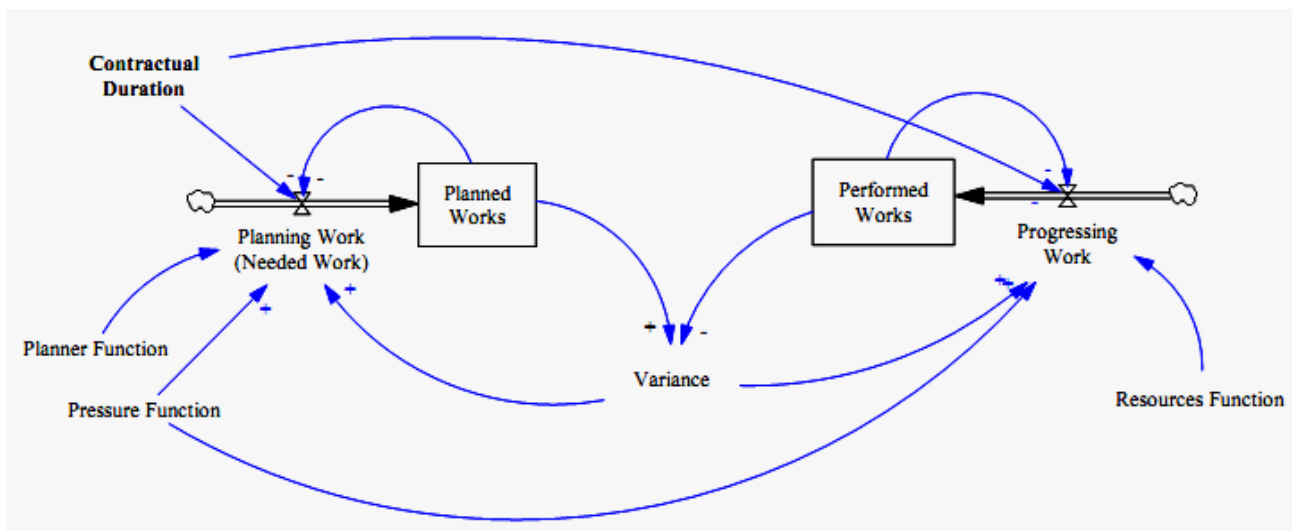 Contractual
Duration
Planned
Works
Performed
Works
Planning Work
(Needed Work)
Progressing
Work
Planner Function
Pressure Function
Variance
Resources Function
-
-
-
-
+
+
+
-
+
+